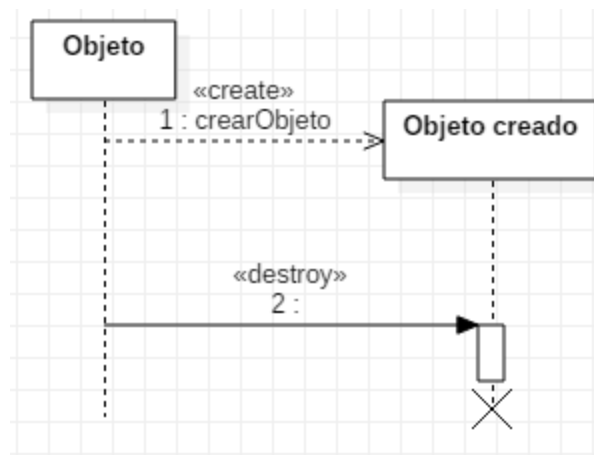 Objeto
«create»
1 : crearObjeto
Objeto creado
«destroy»
2 :